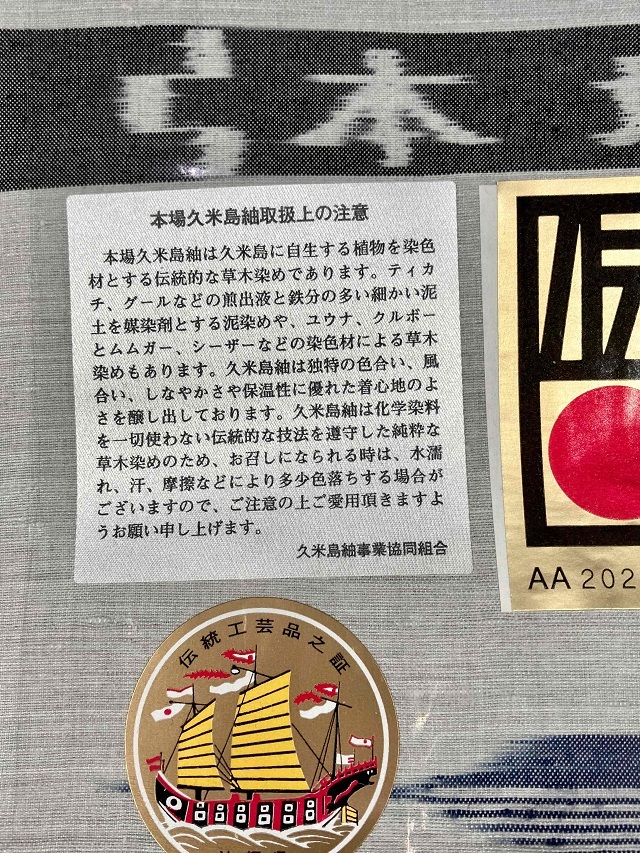 本
本場久米島紬取扱上の注意
本場久米島紬は久米島に自生する植物を染色
材とする伝統的な草木染めであります。ティカ
チ、グールなどの煎出液と鉄分の多い細かい泥
土を媒染剤とする泥染めや、ユウナ、クルボー
とムムガー、シーザーなどの染色材による草木
染めもあります。久米島紬は独特の色合い、風
合い、しなやかさや保温性に優れた着心地のよ
さを醸し出しております。久米島紬は化学染料
を一切使わない伝統的な技法を遵守した純粋な
草木染めのため、お召しになられる時は、水濡
れ、汗、摩擦などにより多少色落ちする場合が
ございますので、ご注意の上ご愛用頂きますよ
うお願い申し上げます。
久米島紬事業協同組合
AA 202
伝統工芸品之証